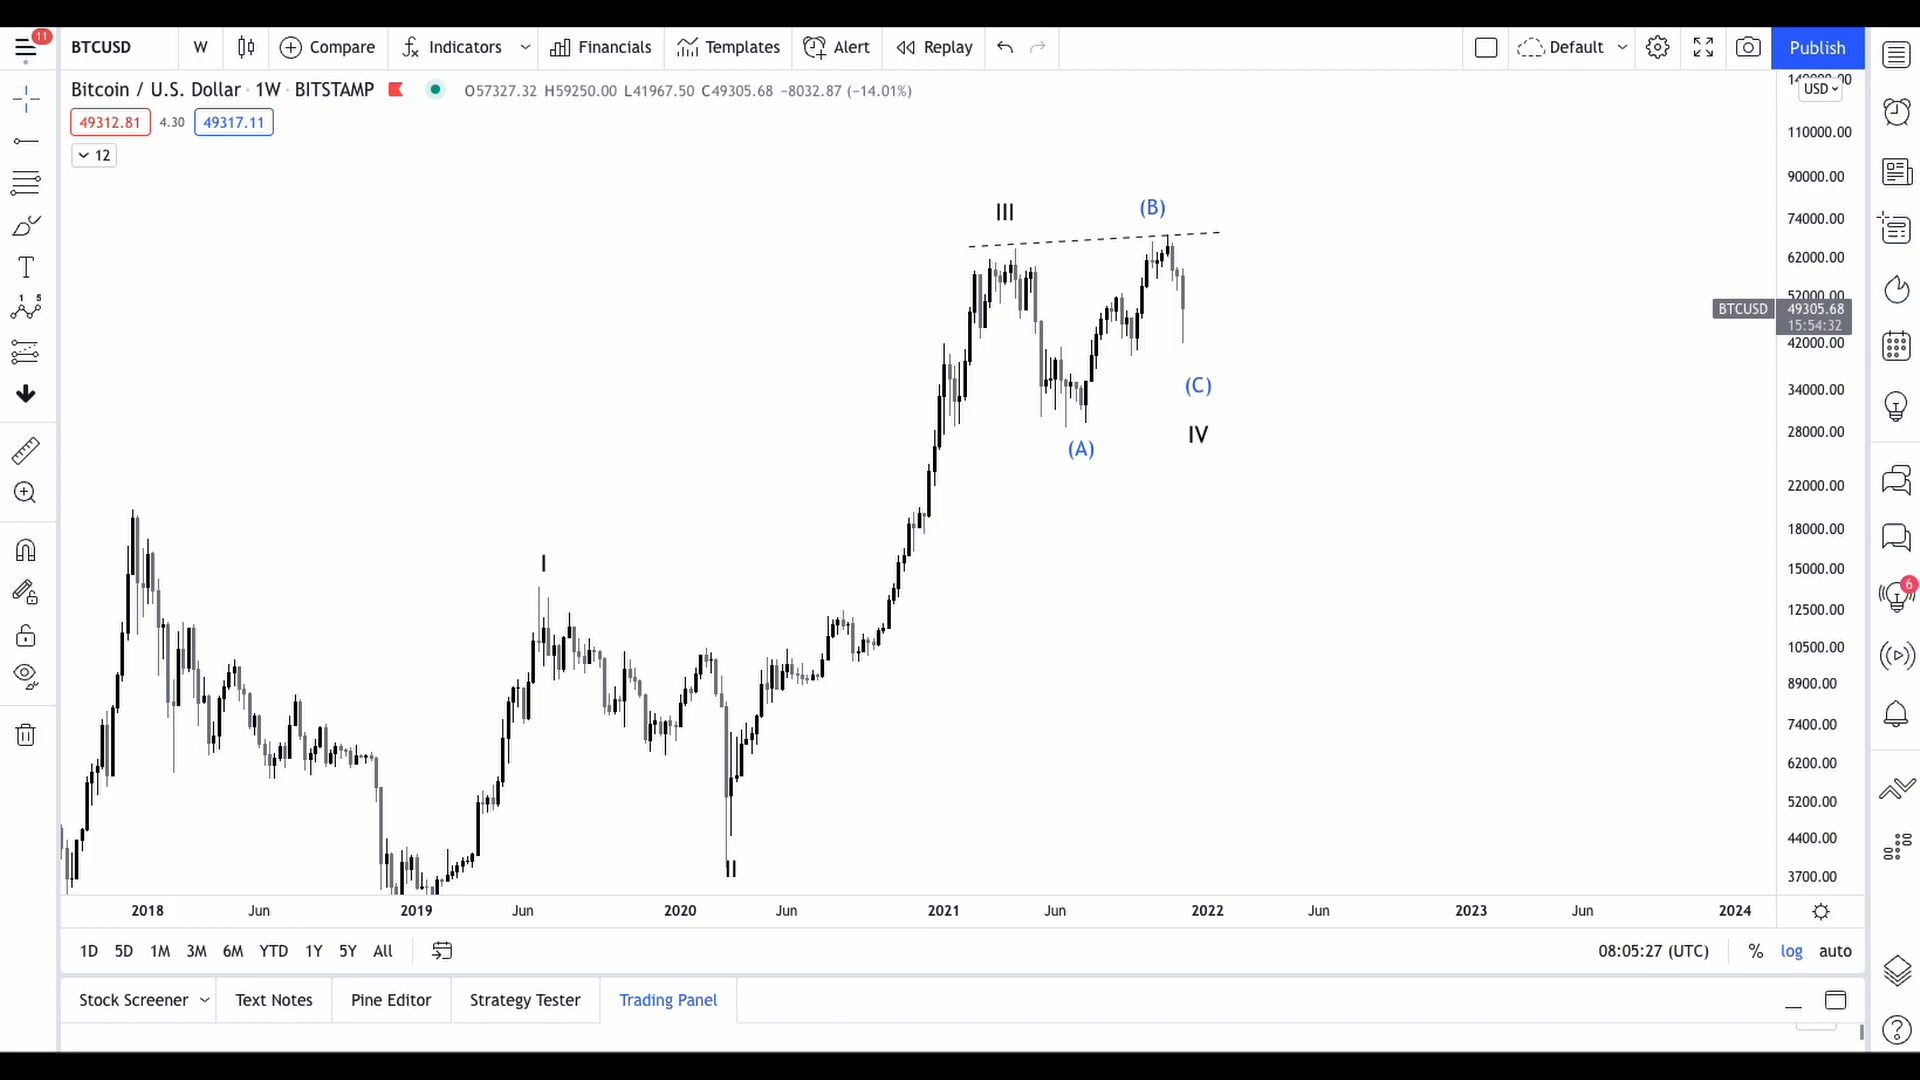 11
BTCUSD W Compare Indicators Financials Templates Alert Replay Default Publish
Bitcoin / U.S. Dollar · 1W · BITSTAMP O57327.32 H59250.00 L41967.50 C49305.68 −8032.87 (−14.01%)
49312.81 4.30 49317.11
12
140000.00
USD
110000.00
90000.00
74000.00
62000.00
52000.00
BTCUSD 49305.68
15:54:32
42000.00
34000.00
28000.00
22000.00
18000.00
15000.00
12500.00
10500.00
8900.00
7400.00
6200.00
5200.00
4400.00
3700.00
III
(B)
(C)
IV
(A)
I
II
1 5
6
2018 Jun 2019 Jun 2020 Jun 2021 Jun 2022 Jun 2023 Jun 2024
1D 5D 1M 3M 6M YTD 1Y 5Y All 08:05:27 (UTC) % log auto
Stock Screener Text Notes Pine Editor Strategy Tester Trading Panel